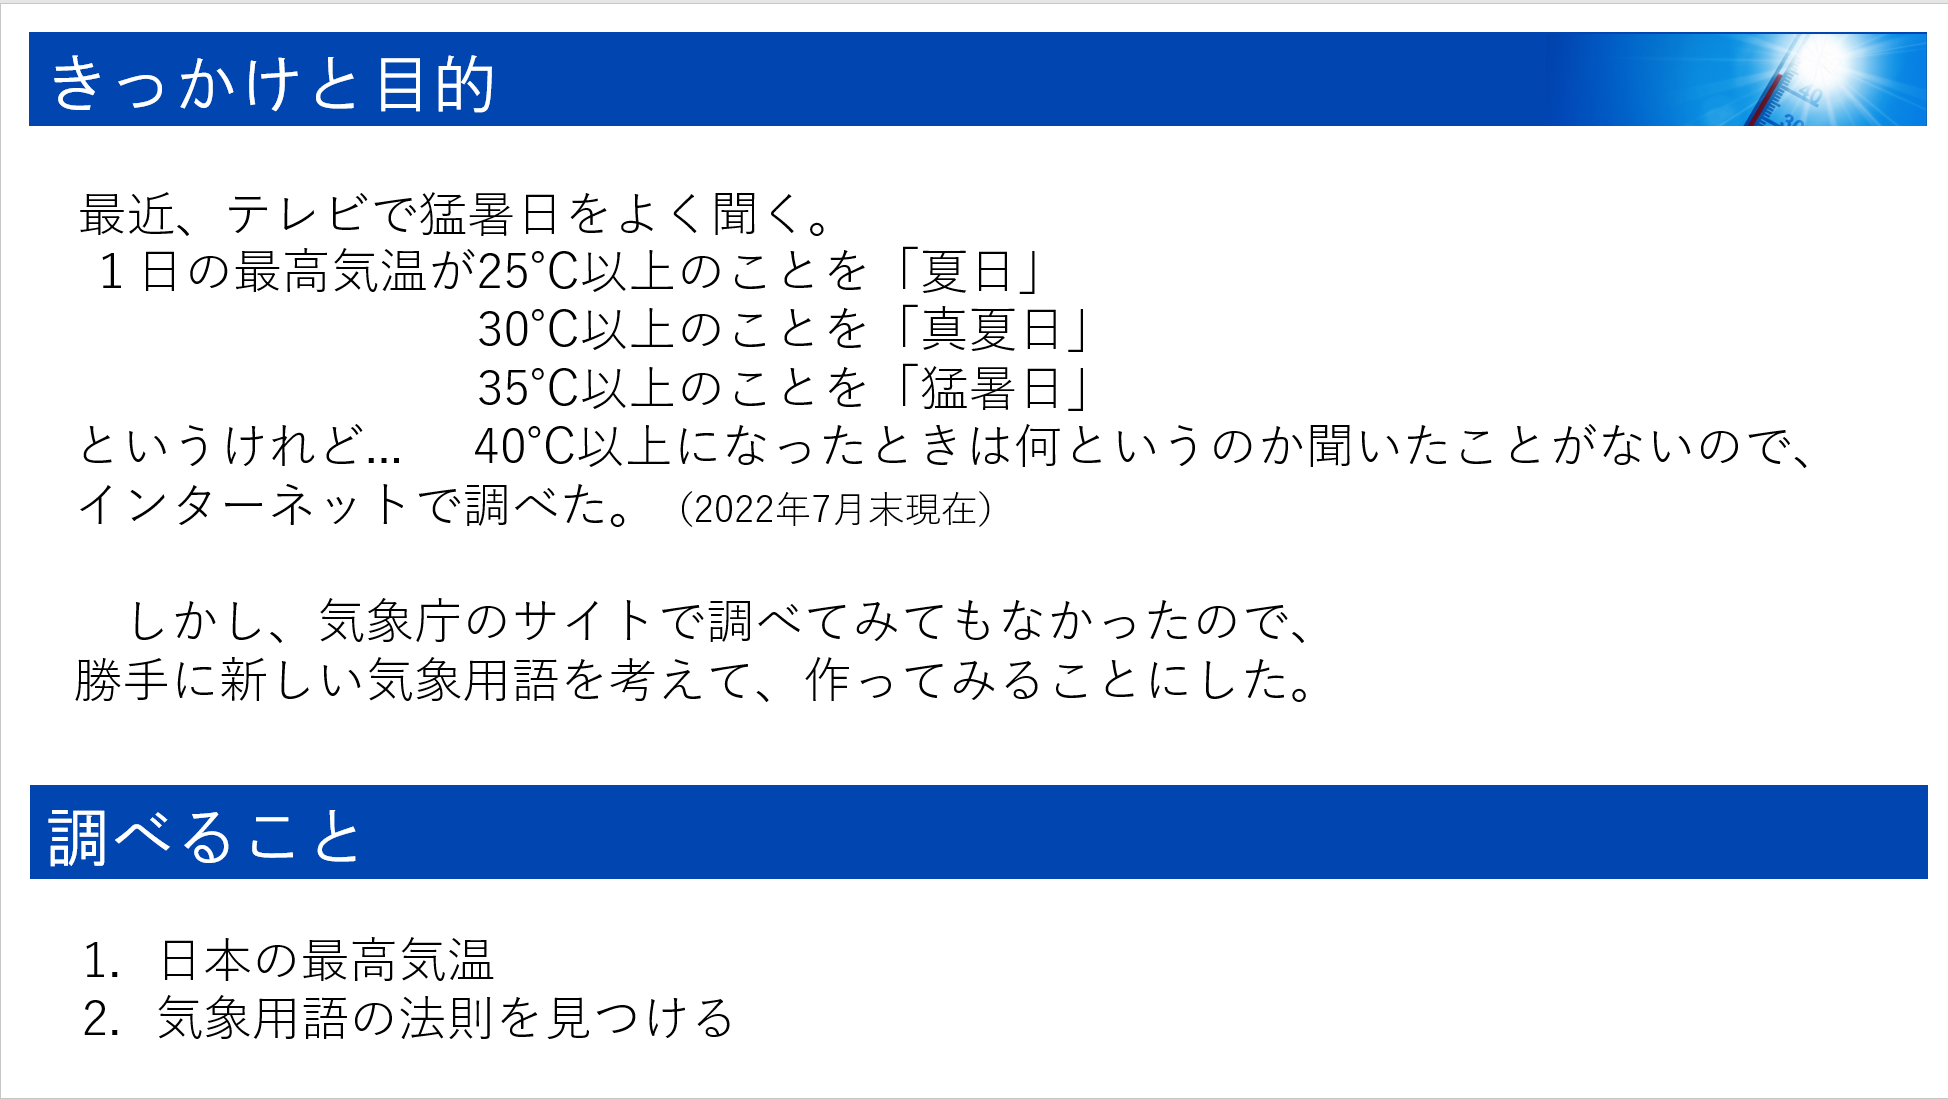 きっかけと目的
40
30
最近、テレビで猛暑日をよく聞く。
１日の最高気温が25℃以上のことを「夏日」
30℃以上のことを「真夏日」
35℃以上のことを「猛暑日」
というけれど… 40℃以上になったときは何というのか聞いたことがないので、
インターネットで調べた。（2022年7月末現在）
しかし、気象庁のサイトで調べてみてもなかったので、
勝手に新しい気象用語を考えて、作ってみることにした。
調べること
1. 日本の最高気温
2. 気象用語の法則を見つける